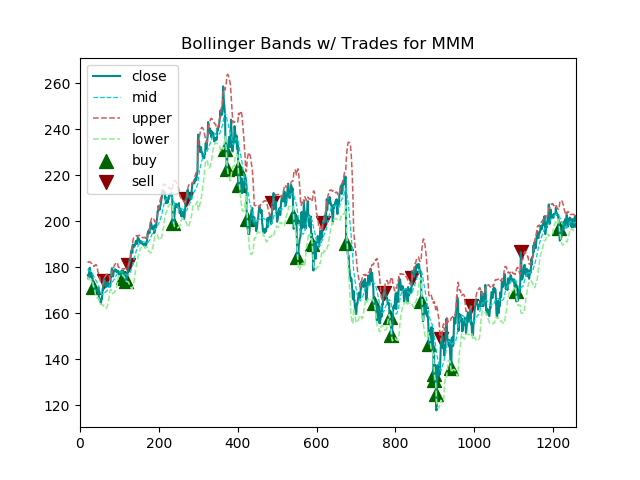 Bollinger Bands w/ Trades for MMM
close
mid
upper
lower
buy
sell
260
240
220
200
180
160
140
120
0 200 400 600 800 1000 1200